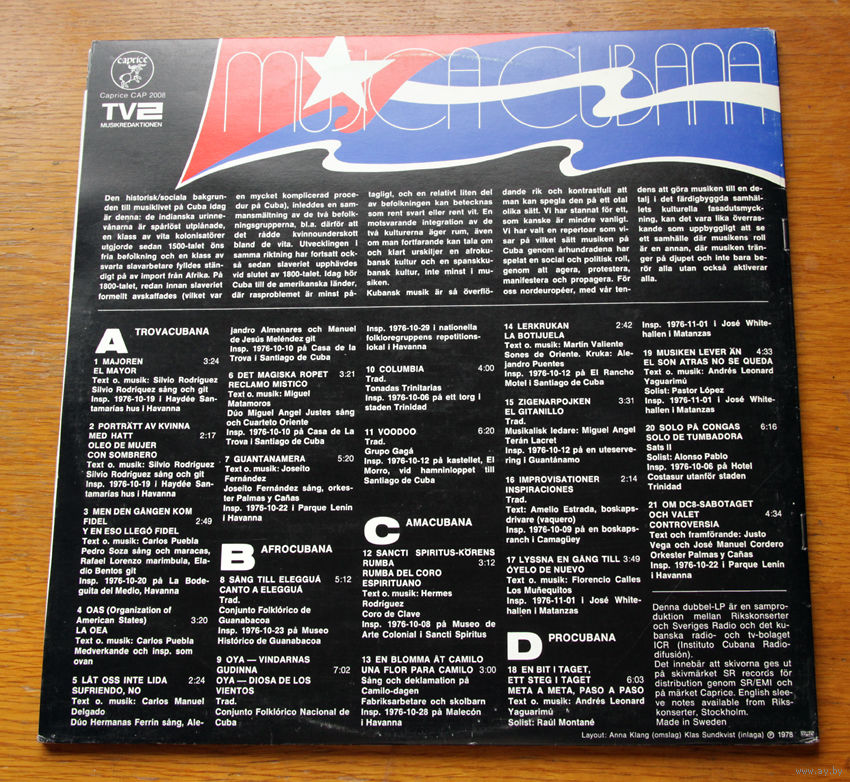 caprice
Caprice CAP 2008
TV2
MUSIKREDAKTIONEN
MUSICA CUBANA
Den historisk/sociala bakgrun-
den till musiklivet på Cuba idag
är denna: de indianska urinne-
vånarna är spårlöst utplånade,
en klass av vita kolonisatörer
utgjorde sedan 1500-talet öns
fria befolkning och en klass av
svarta slavarbetare fylldes stän-
digt på av import från Afrika. På
1800-talet, redan innan slaveriet
formellt avskaffades (vilket var
en mycket komplicerad proce-
dur på Cuba), inleddes en sam-
mansmältning av de två befolk-
ningsgrupperna, bl.a. därför att
det rådde kvinnounderskott
bland de vita. Utvecklingen i
samma riktning har fortsatt ock-
så sedan slaveriet upphävdes
vid slutet av 1800-talet. Idag hör
Cuba till de amerikanska länder,
där rasproblemet är minst på-
tagligt, och en relativt liten del
av befolkningen kan betecknas
som rent svart eller rent vit. En
motsvarande integration av de
två kulturerna äger rum, även
om man fortfarande kan tala om
och klart urskiljer en afroku-
bansk kultur och en spanskku-
bansk kultur, inte minst i mu-
siken.
Kubansk musik är så överflö-
dande rik och kontrastfull att
man kan spegla den på ett otal
olika sätt. Vi har stannat för ett,
som kanske är mindre vanligt.
Vi har valt en repertoar som vi-
sar på vilket sätt musiken på
Cuba genom århundradena har
spelat en social och politisk roll,
genom att agera, protestera,
manifestera och propagera. För
oss nordeuropéer, med vår ten-
dens att göra musiken till en de-
talj i det färdigbyggda samhäl-
lets kulturella fasadutsmyck-
ning, kan det vara lika överras-
kande som uppbyggligt att se
ett samhälle där musikens roll
är en annan, där musiken trän-
ger på djupet och inte bara be-
rör alla utan också aktiverar
alla.
A TROVACUBANA
1 MAJOREN 3:24
EL MAYOR
Text o. musik: Silvio Rodríguez
Silvio Rodríquez sång och git
Insp. 1976-10-19 i Haydée San-
tamarías hus i Havanna
2 PORTRÄTT AV KVINNA
MED HATT 2:17
OLEO DE MUJER
CON SOMBRERO
Text o. musik: Silvio Rodríguez
Silvio Rodríguez sång och git
Insp. 1976-10-19 i Haydée San-
tamarías hus i Havanna
3 MEN DEN GÅNGEN KOM
FIDEL 2:49
Y EN ESO LLEGÓ FIDEL
Text o. musik: Carlos Puebla
Pedro Soza sång och maracas,
Rafael Lorenzo marimbula, Ela-
dio Bentos git
Insp. 1976-10-20 på La Bode-
guita del Medio, Havanna
4 OAS (Organization of
American States) 3:20
LA OEA
Text o. musik: Carlos Puebla
Medverkande och insp. som
ovan
5 LÅT OSS INTE LIDA 2:24
SUFRIENDO, NO
Text o. musik: Carlos Manuel
Delgado
Dúo Hermanas Ferrín sång, Ale-
jandro Almenares och Manuel
de Jesús Meléndez git
Insp. 1976-10-10 på Casa de la
Trova i Santiago de Cuba
6 DET MAGISKA ROPET 3:21
RECLAMO MISTICO
Text o. musik: Miguel
Matamoros
Dúo Miguel Angel Justes sång
och Cuarteto Oriente
Insp. 1976-10-10 på Casa de La
Trova i Santiago de Cuba
7 GUANTANAMERA 5:20
Text o. musik: Joseíto
Fernández
Joseíto Fernández sång, orkes-
ter Palmas y Cañas
Insp. 1976-10-22 i Parque Lenín
i Havanna
B AFROCUBANA
8 SÅNG TILL ELEGGUÁ 5:12
CANTO A ELEGGUÁ
Trad.
Conjunto Folklórico de
Guanabacoa
Insp. 1976-10-23 på Museo
Histórico de Guanabacoa
9 OYA — VINDARNAS
GUDINNA 7:02
OYA — DIOSA DE LOS
VIENTOS
Trad.
Conjunto Folklórico Nacional de
Cuba
Insp. 1976-10-29 i nationella
folkloregruppens repetitions-
lokal i Havanna
10 COLUMBIA 4:00
Trad.
Tonadas Trinitarias
Insp. 1976-10-06 på ett torg i
staden Trinidad
11 VOODOO 6:20
Trad.
Grupo Gagá
Insp. 1976-10-12 på kastellet, El
Morro, vid hamninloppet till
Santiago de Cuba
C AMACUBANA
12 SANCTI SPIRITUS-KÖRENS
RUMBA 3:12
RUMBA DEL CORO
ESPIRITUANO
Text o. musik: Hermes
Rodríguez
Coro de Clave
Insp. 1976-10-08 på Museo de
Arte Colonial i Sancti Spiritus
13 EN BLOMMA ÅT CAMILO
UNA FLOR PARA CAMILO 3:00
Sång och deklamation på
Camilo-dagen
Fabriksarbetare och skolbarn
Insp. 1976-10-28 på Malecón
i Havanna
14 LERKRUKAN 2:42
LA BOTIJUELA
Text o. musik: Martin Valiente
Sones de Oriente. Kruka: Ale-
jandro Puentes
Insp. 1976-10-12 på El Rancho
Motel i Santiago de Cuba
15 ZIGENARPOJKEN 3:31
EL GITANILLO
Trad.
Musikalisk ledare: Miguel Angel
Terán Lacret
Insp. 1976-10-12 på en uteserve-
ring i Guantánamo
16 IMPROVISATIONER 2:14
INSPIRACIONES
Trad.
Text: Amelio Estrada, boskaps-
drivare (vaquero)
Insp. 1976-10-09 på en boskaps-
ranch i Camagüey
17 LYSSNA EN GÅNG TILL 3:49
ÓYELO DE NUEVO
Text o. musik: Florencio Calles
Los Muñequitos
Insp. 1976-11-01 i José White-
hallen i Matanzas
D PROCUBANA
18 EN BIT I TAGET,
ETT STEG I TAGET 6:03
META A META, PASO A PASO
Text o. musik: Andrés Leonard
Yaguarimú
Solist: Raúl Montané
Insp. 1976-11-01 i José White-
hallen i Matanzas
19 MUSIKEN LEVER ÄN 4:33
EL SON ATRAS NO SE QUEDA
Text o. musik: Andrés Leonard
Yaguarimú
Solist: Pastor López
Insp. 1976-11-01 i José White-
hallen i Matanzas
20 SOLO PÅ CONGAS 6:16
SOLO DE TUMBADORA
Sats II
Solist: Alonso Pablo
Insp. 1976-10-06 på Hotel
Costasur utanför staden
Trinidad
21 OM DC8-SABOTAGET
OCH VALET 4:34
CONTROVERSIA
Text och framförande: Justo
Vega och José Manuel Cordero
Orkester Palmas y Cañas
Insp. 1976-10-22 i Parque Lenín
i Havanna
Denna dubbel-LP är en sampro-
duktion mellan Rikskonserter
och Sveriges Radio och det ku-
banska radio- och tv-bolaget
ICR (Instituto Cubana Radio-
difusión).
Det innebär att skivorna ges ut
på skivmärket SR records för
distribution genom SR/EMI och
på märket Caprice. English slee-
ve notes available from Riks-
konserter, Stockholm.
Made in Sweden
Layout: Anna Klang (omslag) Klas Sundkvist (inlaga) ℗ 1978
www.ay.by